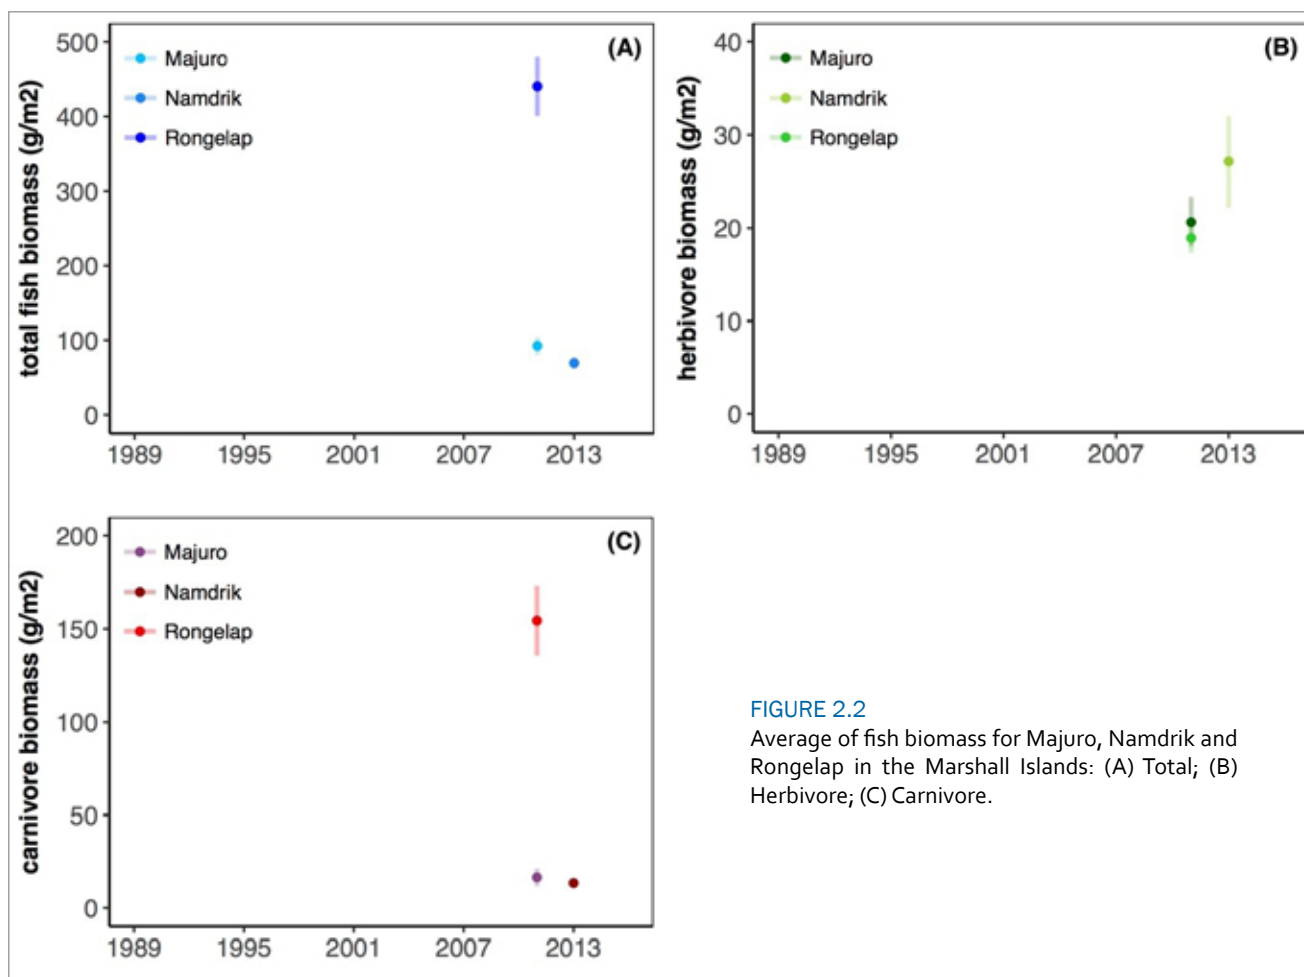 total fish biomass (g/m2)
500
400
300
200
100
0
Majuro
Namdrik
Rongelap
(A)
1989 1995 2001 2007 2013
herbivore biomass (g/m2)
40
30
20
10
0
Majuro
Namdrik
Rongelap
(B)
1989 1995 2001 2007 2013
carnivore biomass (g/m2)
200
150
100
50
0
Majuro
Namdrik
Rongelap
(C)
1989 1995 2001 2007 2013
FIGURE 2.2
Average of fish biomass for Majuro, Namdrik and
Rongelap in the Marshall Islands: (A) Total; (B)
Herbivore; (C) Carnivore.